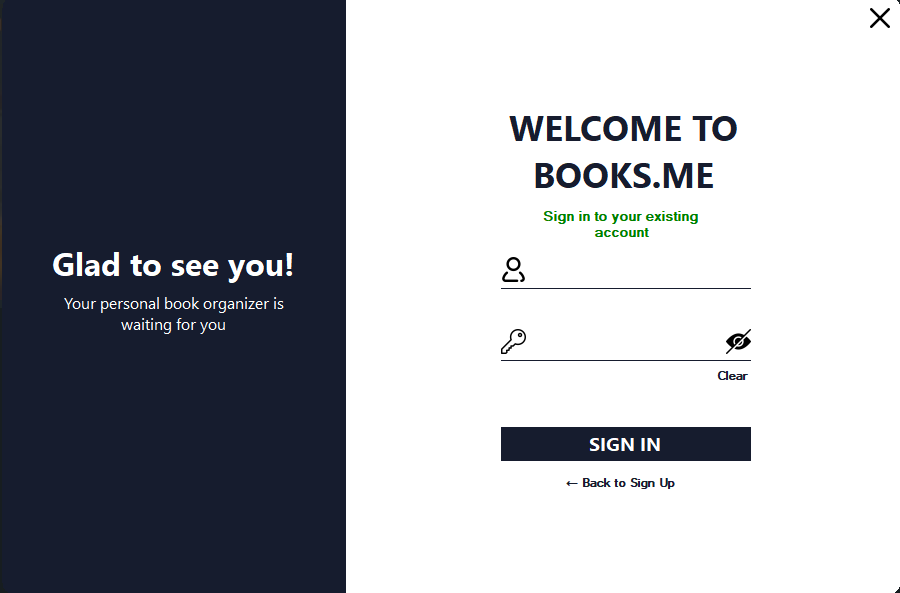 Glad to see you!
Your personal book organizer is
waiting for you
WELCOME TO
BOOKS.ME
Sign in to your existing
account
Clear
SIGN IN
← Back to Sign Up